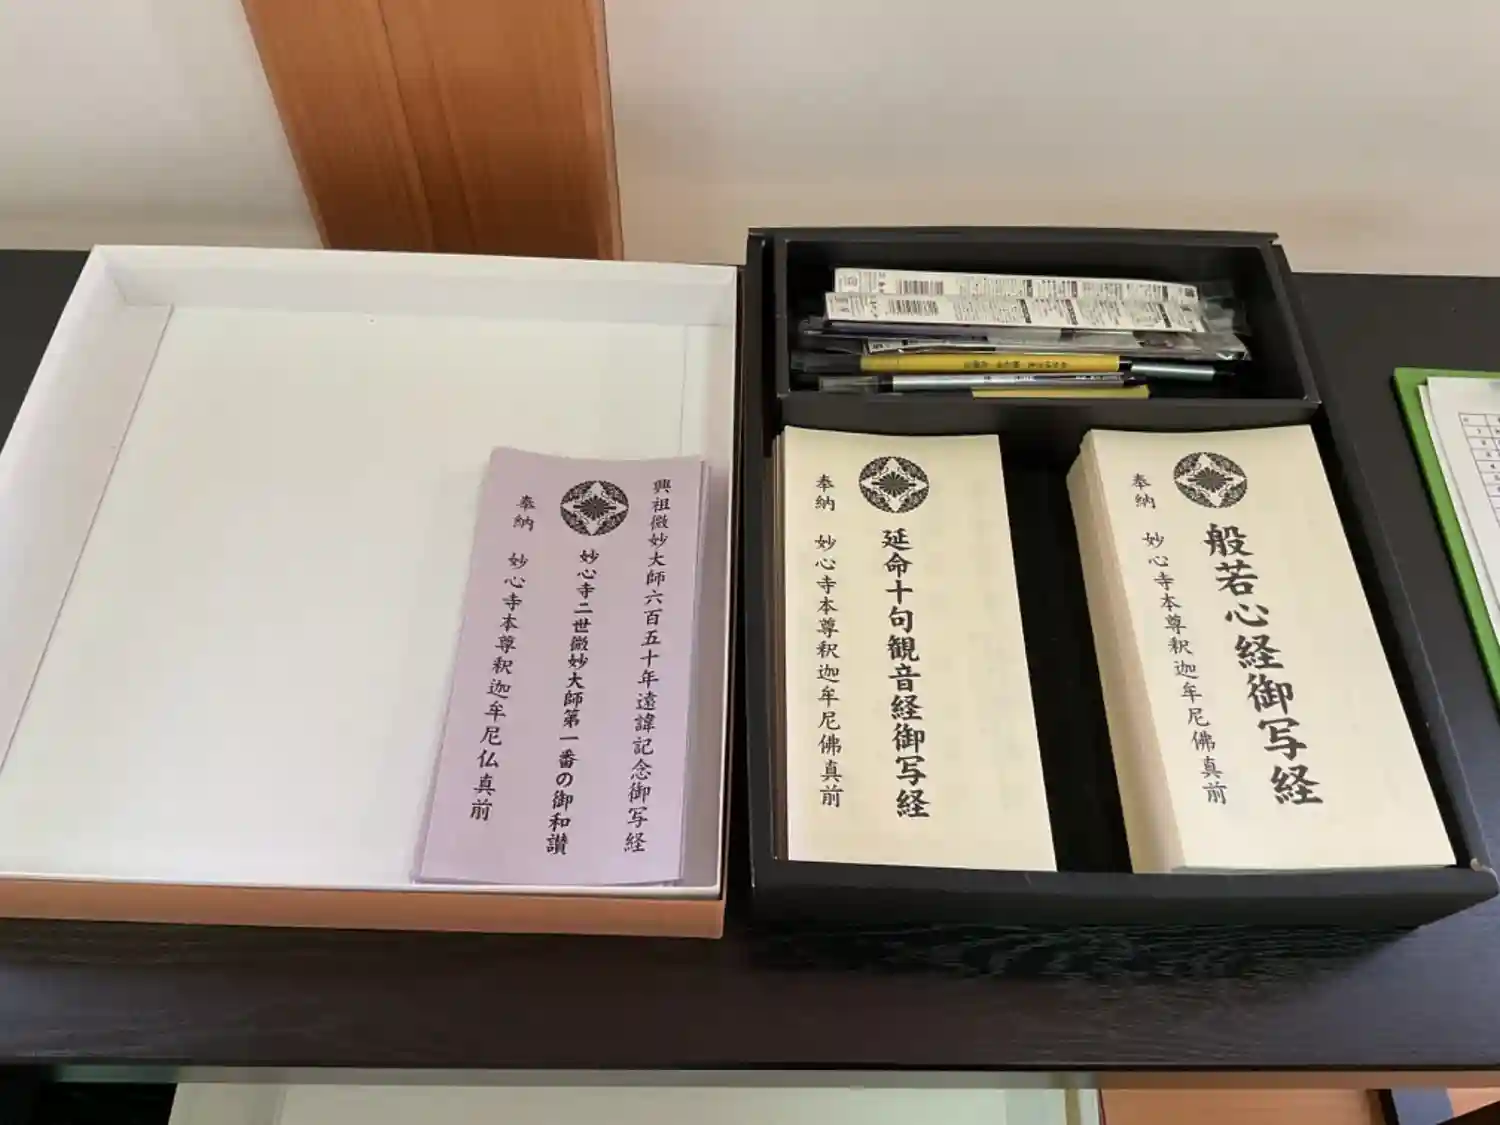 興祖微妙大師六百五十年遠諱記念御写経
妙心寺二世微妙大師第一番の御和讃
奉納 妙心寺本尊釈迦牟尼仏真前
延命十句観音経御写経
奉納 妙心寺本尊釈迦牟尼佛真前
般若心経御写経
奉納 妙心寺本尊釈迦牟尼佛真前